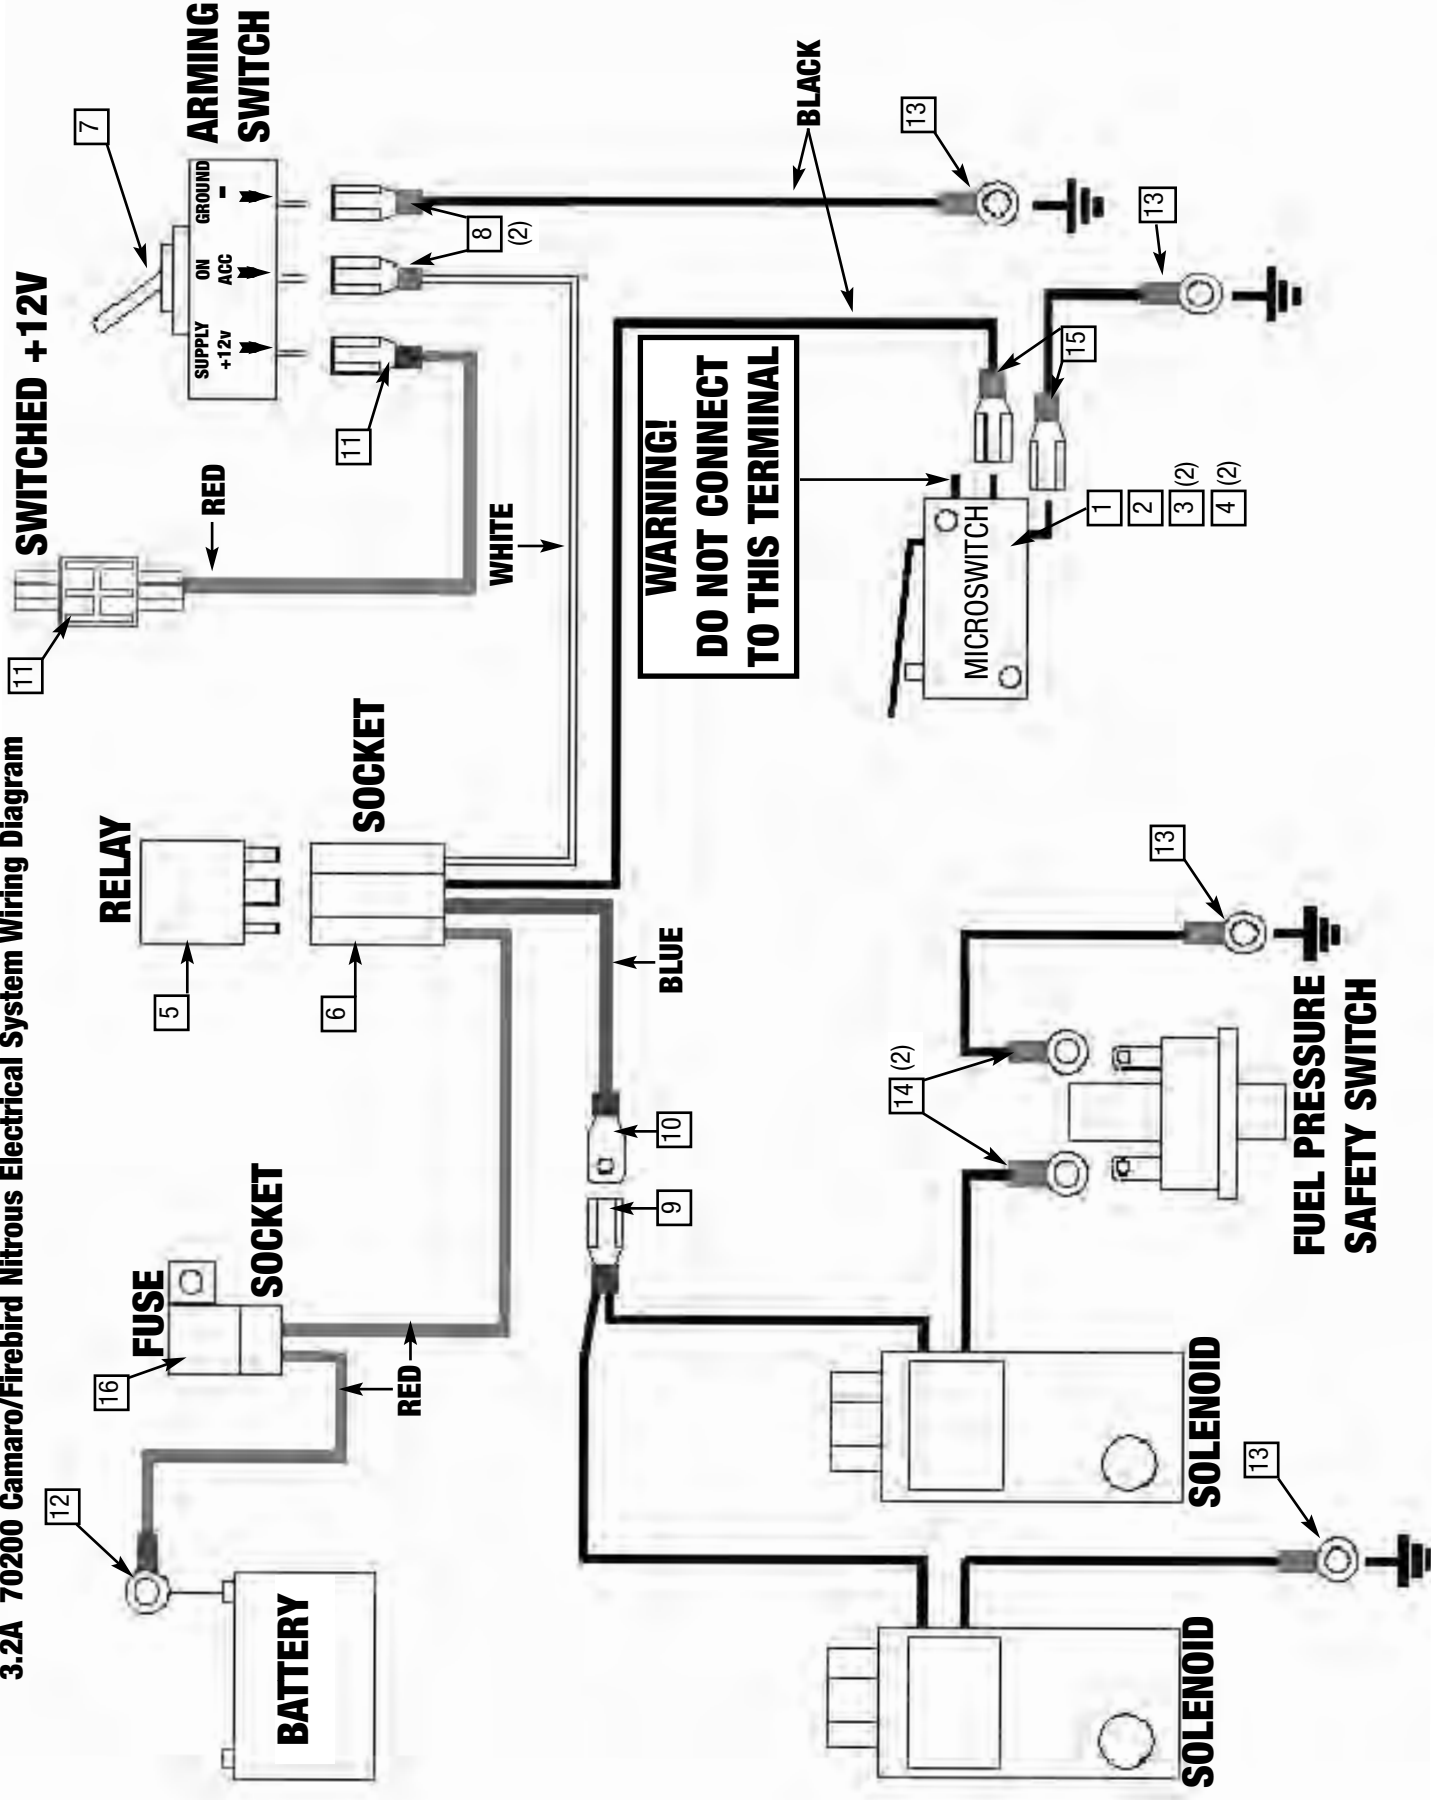 3.2A 70200 Camaro/Firebird Nitrous Electrical System Wiring Diagram
BATTERY
12
FUSE
SOCKET
16
RED
RELAY
5
SOCKET
6
SWITCHED +12V
11
RED
ARMING
SWITCH
7
SUPPLY
+12v
ON
ACC
GROUND
–
11
8
(2)
WHITE
BLACK
13
BLUE
10
9
WARNING!
DO NOT CONNECT
TO THIS TERMINAL
MICROSWITCH
15
13
1
2
3 (2)
4 (2)
SOLENOID
13
SOLENOID
14 (2)
13
FUEL PRESSURE
SAFETY SWITCH